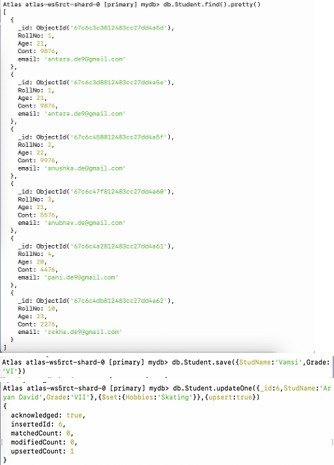 Atlas atlas-ws5rct-shard-0 [primary] mydb> db.Student.find().pretty()
[
{
_id: ObjectId('67c6c3c3812483cc27dd4a5d'),
RollNo: 1,
Age: 21,
Cont: 9876,
email: 'antara.de9@gmail.com'
},
{
_id: ObjectId('67c6c3d8812483cc27dd4a5e'),
RollNo: 1,
Age: 21,
Cont: 9876,
email: 'antara.de9@gmail.com'
},
{
_id: ObjectId('67c6c458812483cc27dd4a5f'),
RollNo: 2,
Age: 22,
Cont: 9976,
email: 'anushka.de9@gmail.com'
},
{
_id: ObjectId('67c6c47f812483cc27dd4a60'),
RollNo: 3,
Age: 21,
Cont: 5576,
email: 'anubhav.de9@gmail.com'
},
{
_id: ObjectId('67c6c4a2812483cc27dd4a61'),
RollNo: 4,
Age: 20,
Cont: 4476,
email: 'pani.de9@gmail.com'
},
{
_id: ObjectId('67c6c4db812483cc27dd4a62'),
RollNo: 10,
Age: 23,
Cont: 2276,
email: 'rekha.de9@gmail.com'
}
]
Atlas atlas-ws5rct-shard-0 [primary] mydb> db.Student.save({StudName:'Vamsi',Grade:
'VI'})
Atlas atlas-ws5rct-shard-0 [primary] mydb> db.Student.updateOne({_id:6,StudName:'Ar
yan David',Grade:'VII'},{$set:{Hobbies:'Skating'}},{upsert:true})
{
acknowledged: true,
insertedId: 6,
matchedCount: 0,
modifiedCount: 0,
upsertedCount: 1
}